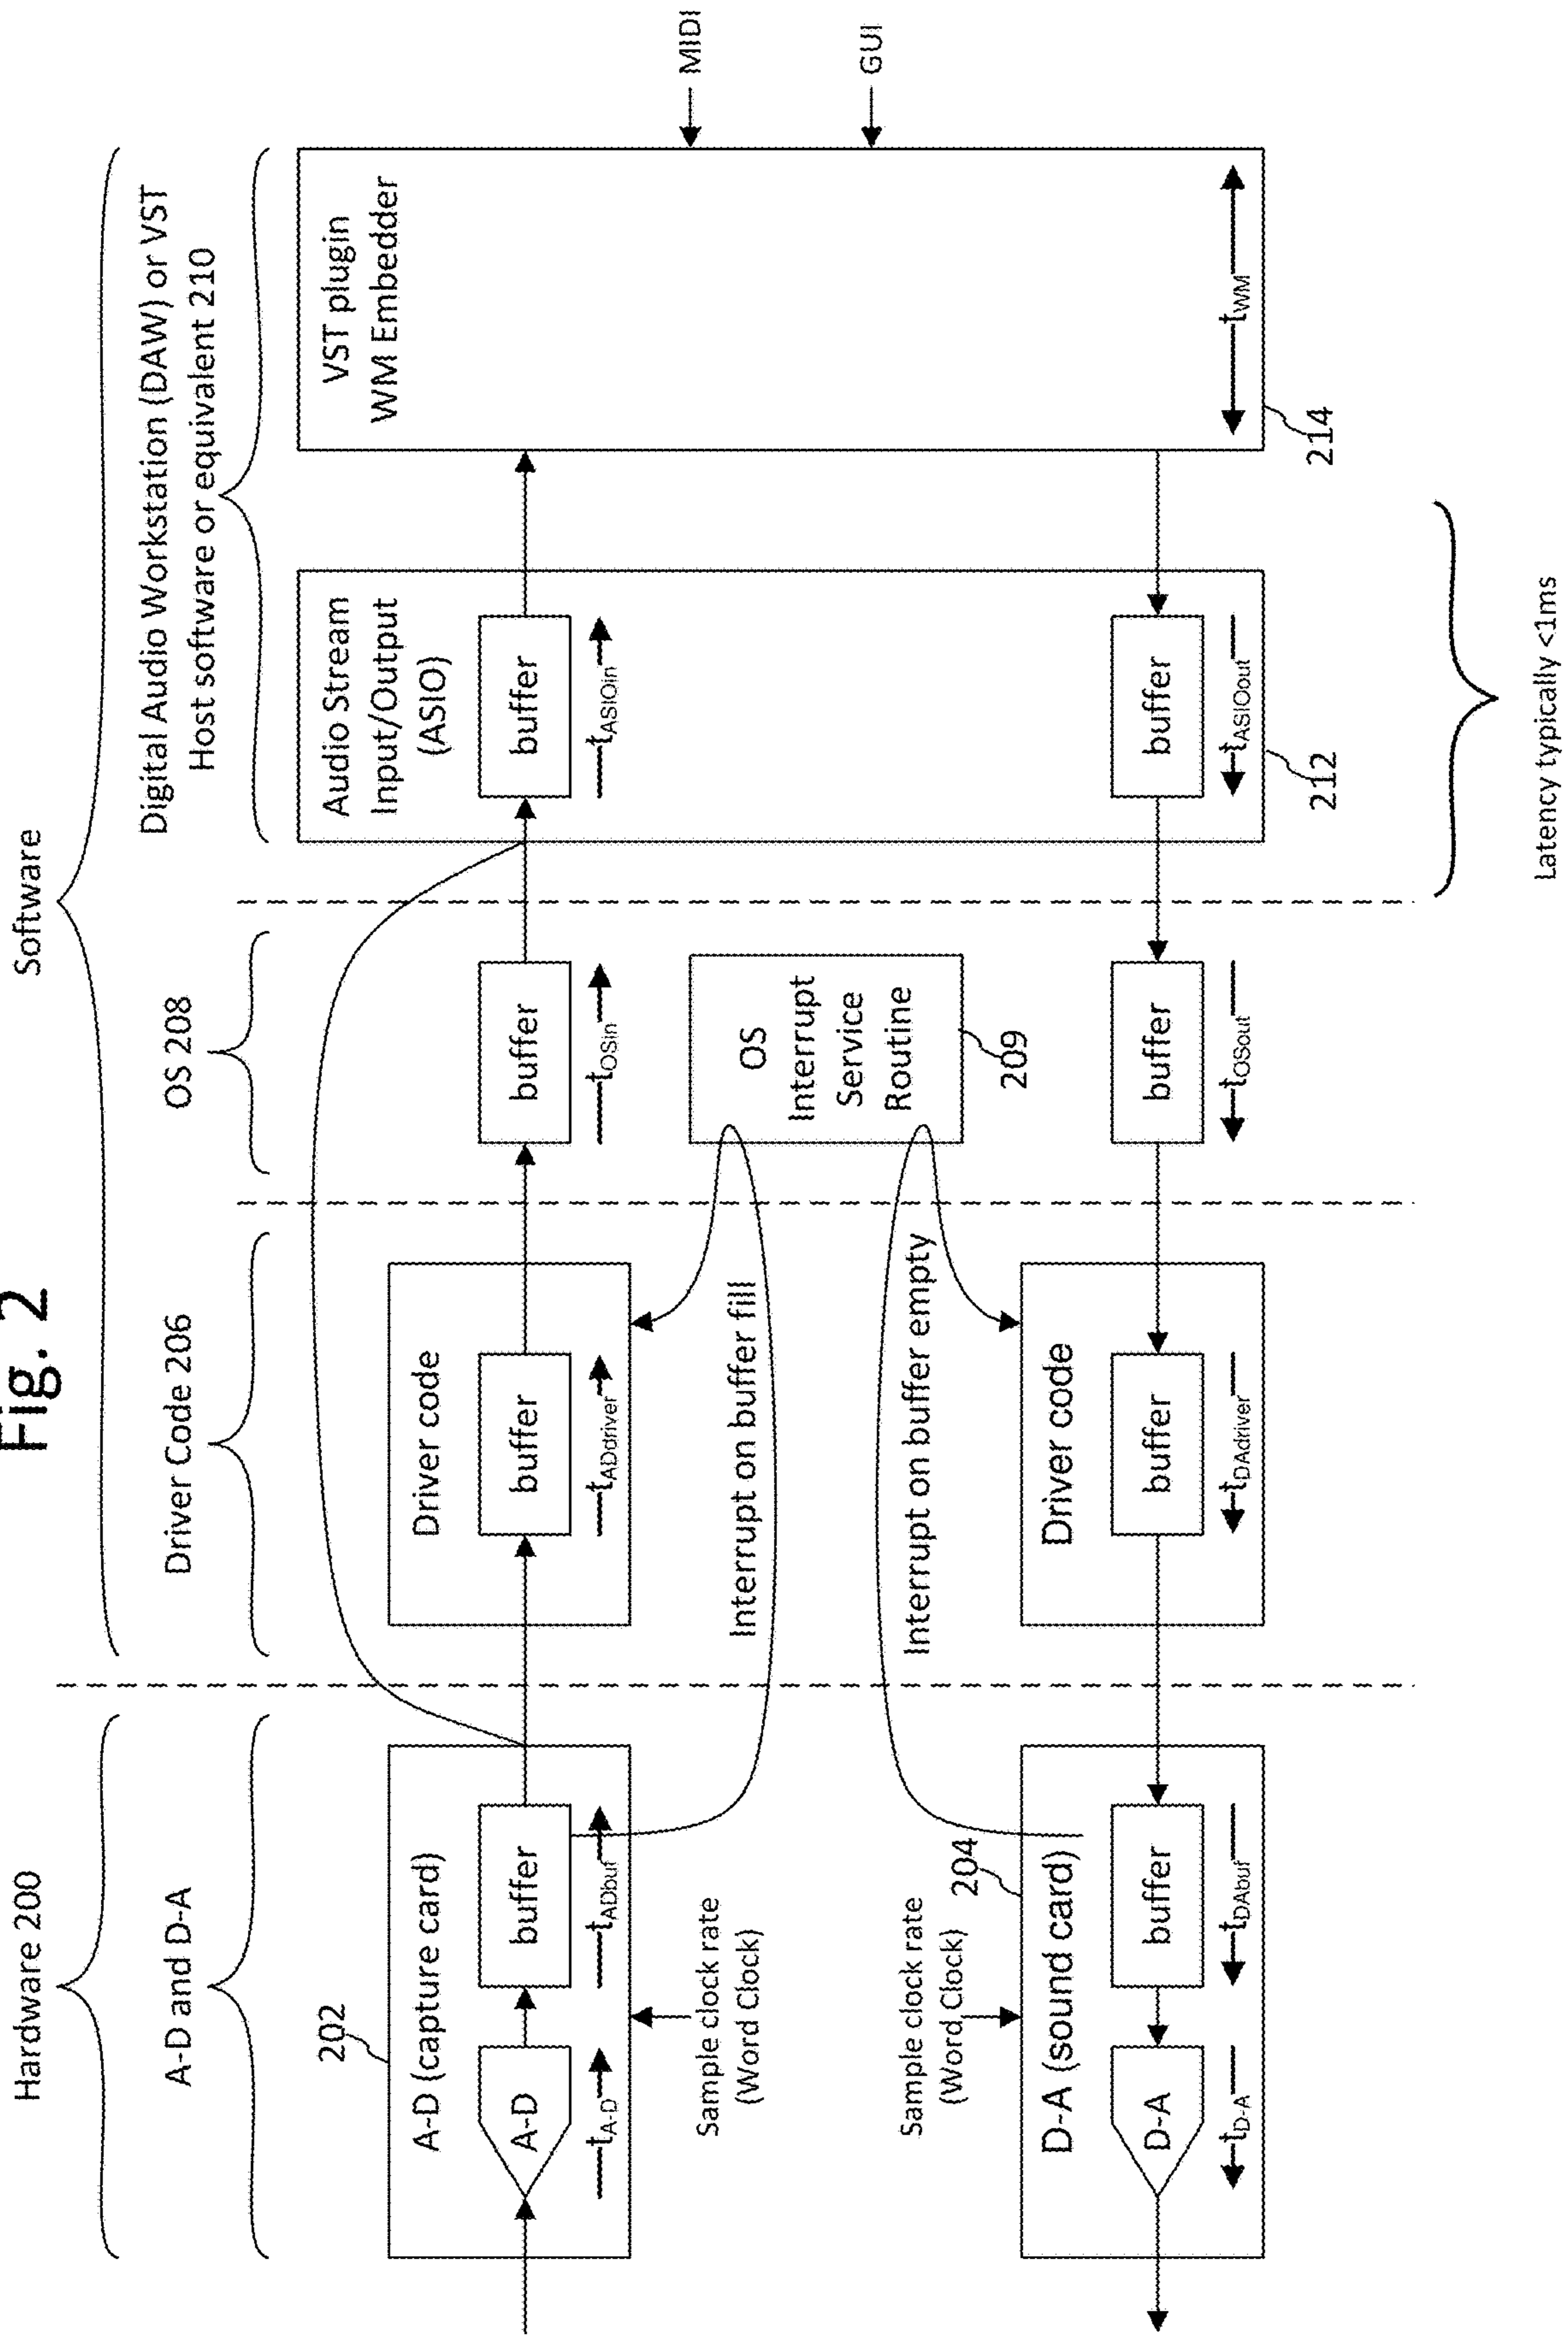 Fig. 2
Hardware 200
Software
A-D and D-A
Driver Code 206
OS 208
Digital Audio Workstation (DAW) or VST
Host software or equivalent 210
202
A-D (capture card)
A-D
buffer
tA-D
tADbuf
Sample clock rate
(Word Clock)
Driver code
buffer
tADdriver
Interrupt on buffer fill
buffer
tOSin
OS
Interrupt
Service
Routine
209
Audio Stream
Input/Output
(ASIO)
buffer
tASIOin
VST plugin
WM Embedder
MIDI
GUI
Sample clock rate
(Word Clock)
204
D-A (sound card)
D-A
buffer
tD-A
tDAbuf
Interrupt on buffer empty
Driver code
buffer
tDAdriver
buffer
tOSout
buffer
tASIOout
212
tWM
214
Latency typically <1ms